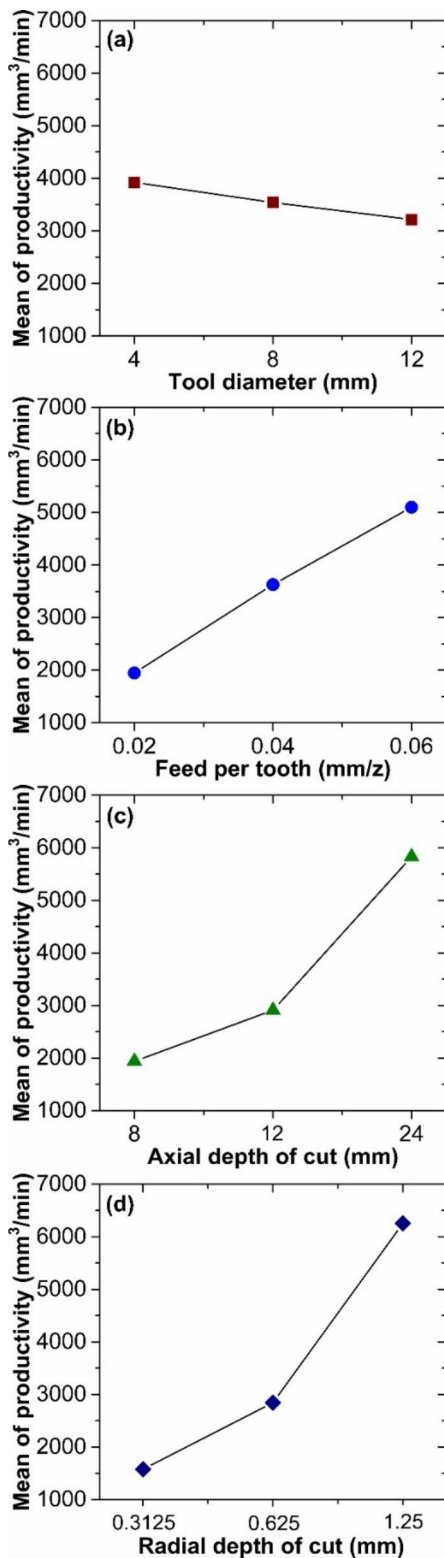 (a)
Mean of productivity (mm³/min)
7000
6000
5000
4000
3000
2000
1000
4 8 12
Tool diameter (mm)
(b)
Mean of productivity (mm³/min)
7000
6000
5000
4000
3000
2000
1000
0.02 0.04 0.06
Feed per tooth (mm/z)
(c)
Mean of productivity (mm³/min)
7000
6000
5000
4000
3000
2000
1000
8 12 24
Axial depth of cut (mm)
(d)
Mean of productivity (mm³/min)
7000
6000
5000
4000
3000
2000
1000
0.3125 0.625 1.25
Radial depth of cut (mm)